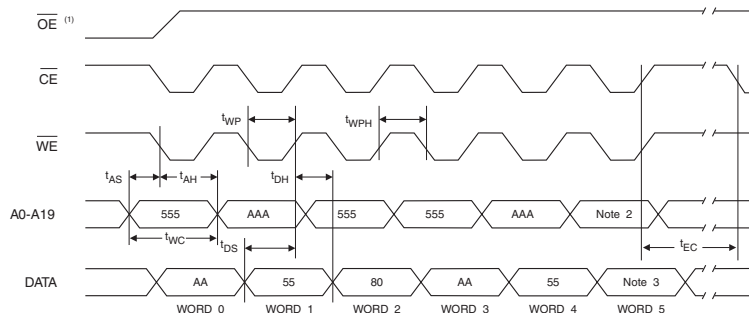 OE (1)
CE
tWP tWPH
WE
tAS tAH tDH
A0-A19 555 AAA 555 555 AAA Note 2
tWC tDS tEC
DATA AA 55 80 AA 55 Note 3
WORD 0 WORD 1 WORD 2 WORD 3 WORD 4 WORD 5